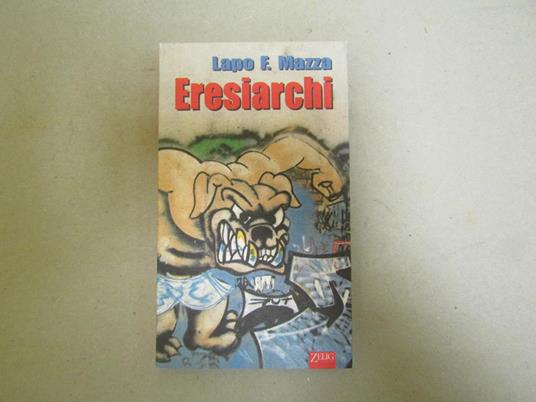 Lapo F. Mazza
Eresiarchi
ZELIG